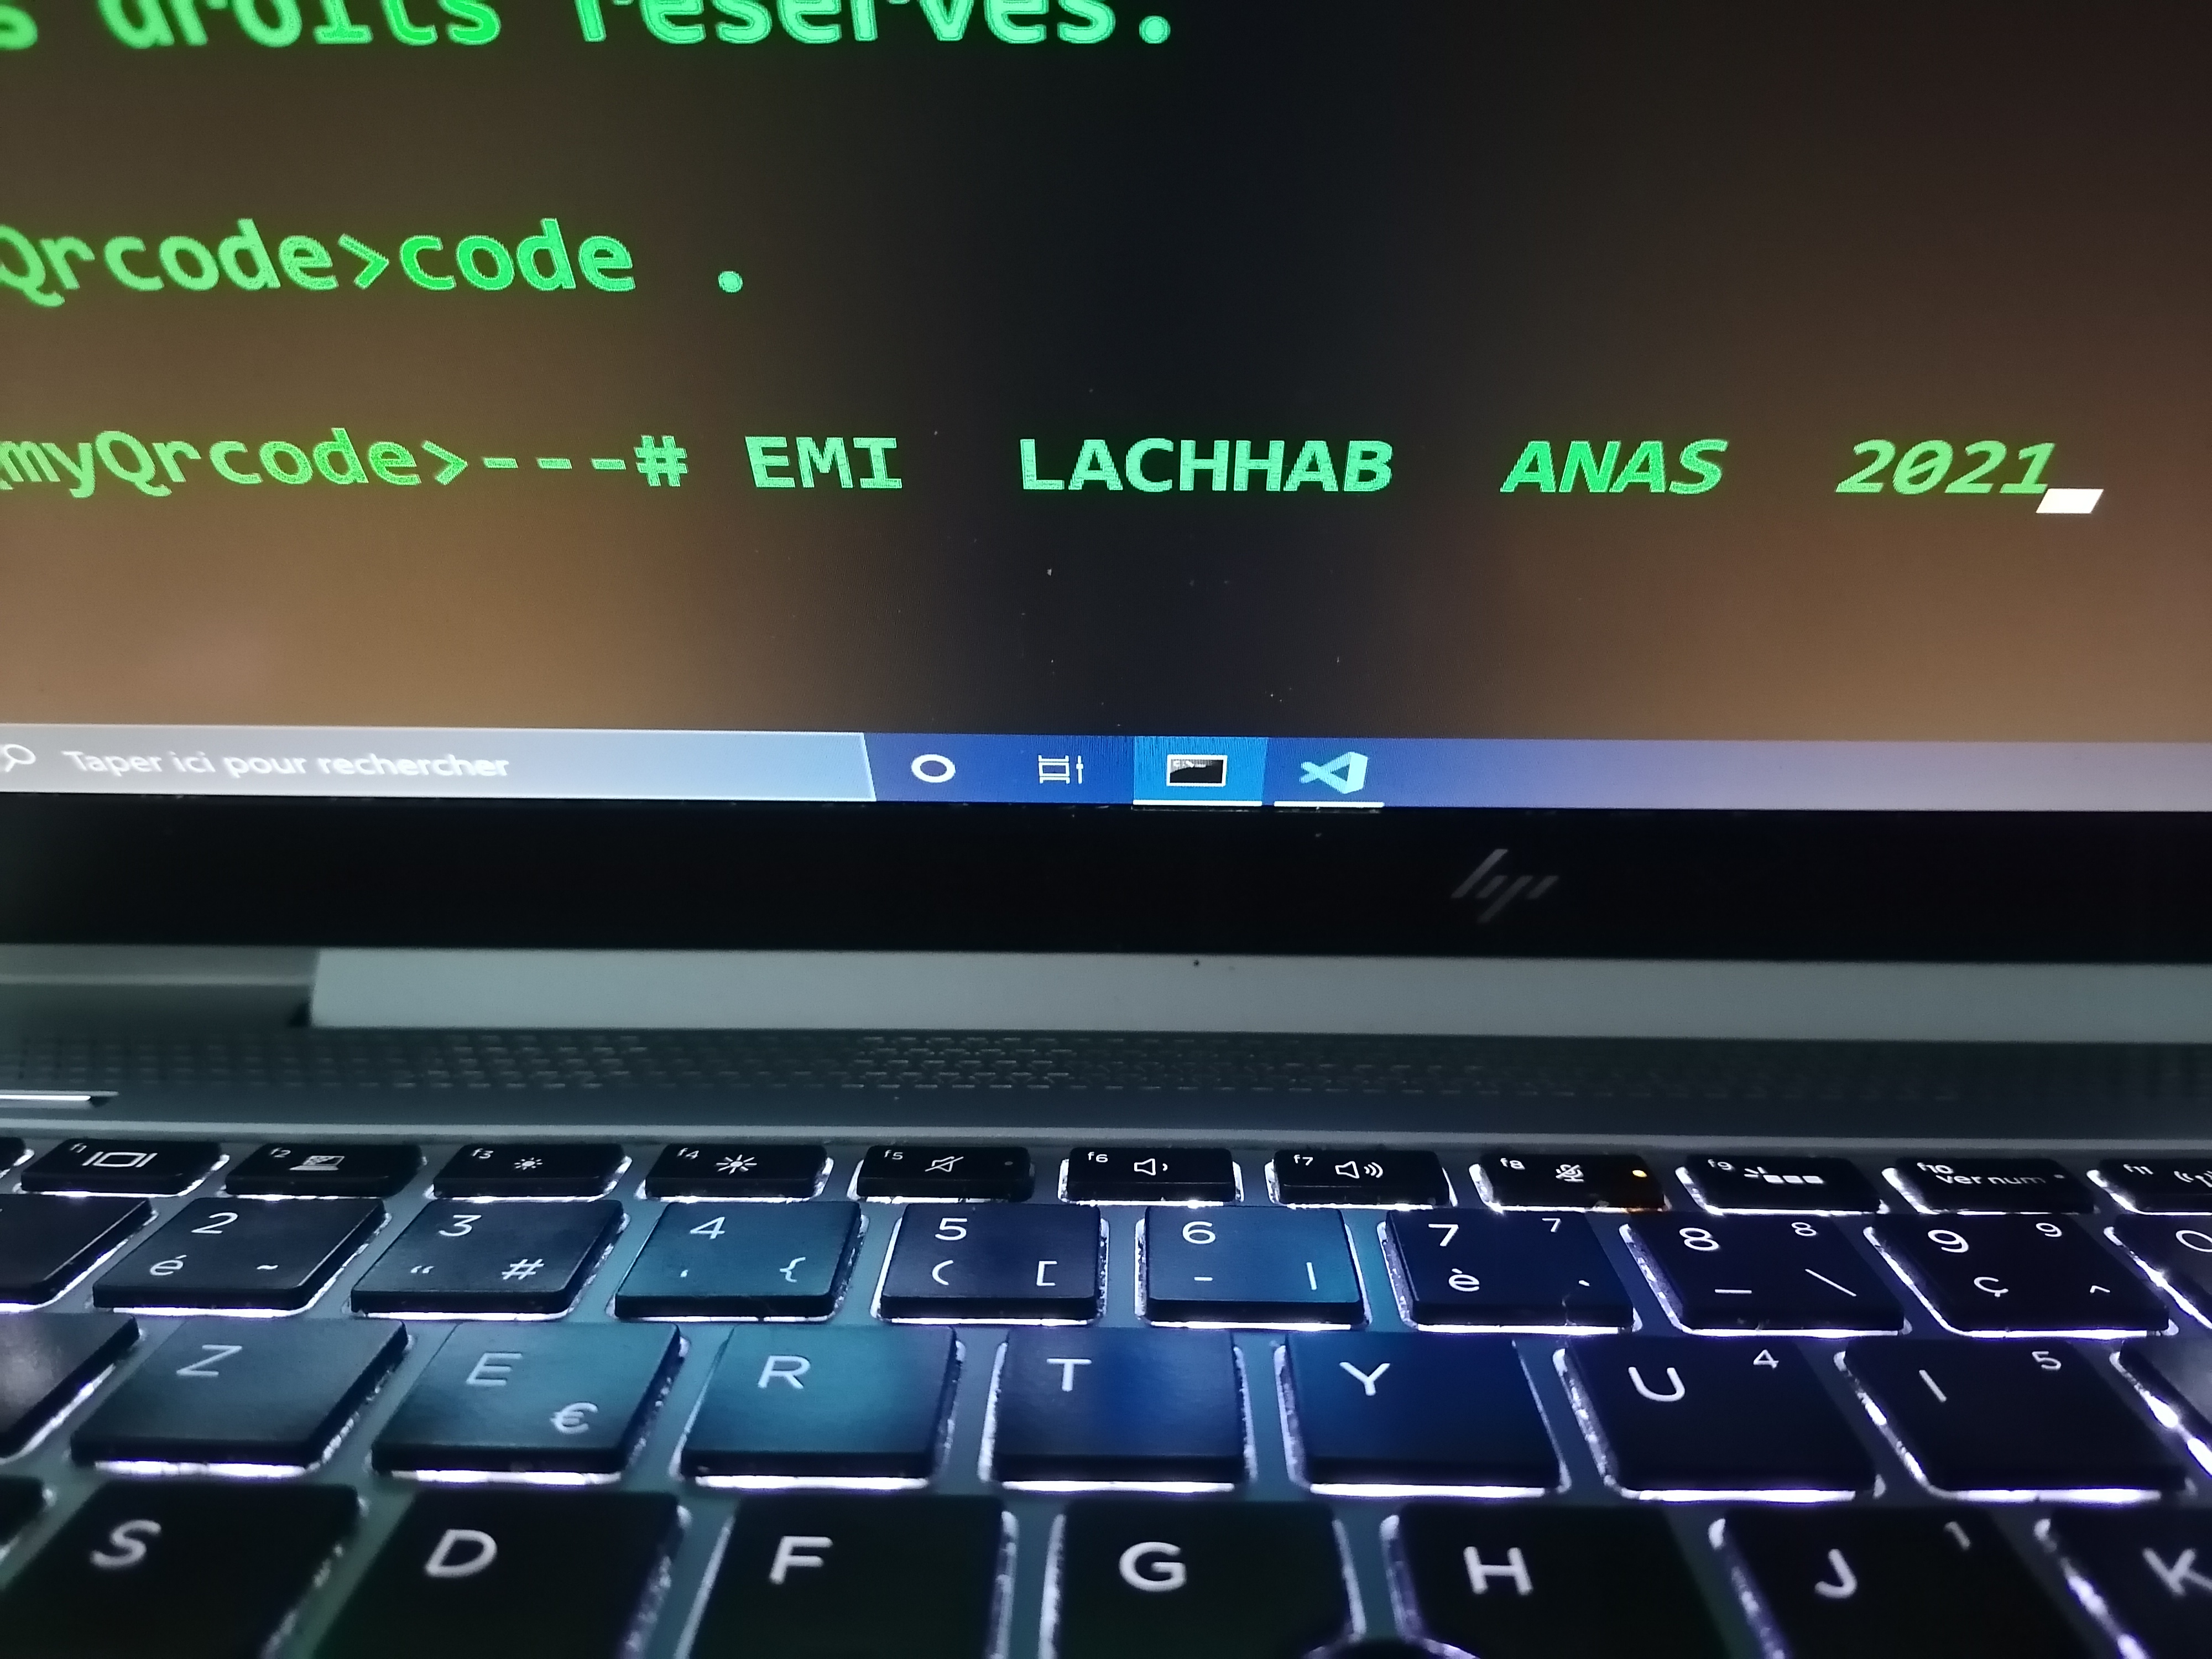 s droits réservés.
Qrcode>code .
myQrcode>---# EMI LACHHAB ANAS 2021
Taper ici pour rechercher
hp
f1 f2 f3 f4 f5 f6 f7 f8 f9 f10 ver num f11
2 é ~ 3 “ # 4 ‘ { 5 ( [ 6 - | 7 7 è ` 8 8 _ \ 9 9 ç ^
Z E € R T Y U 4 I 5
S D F G H J 1 K